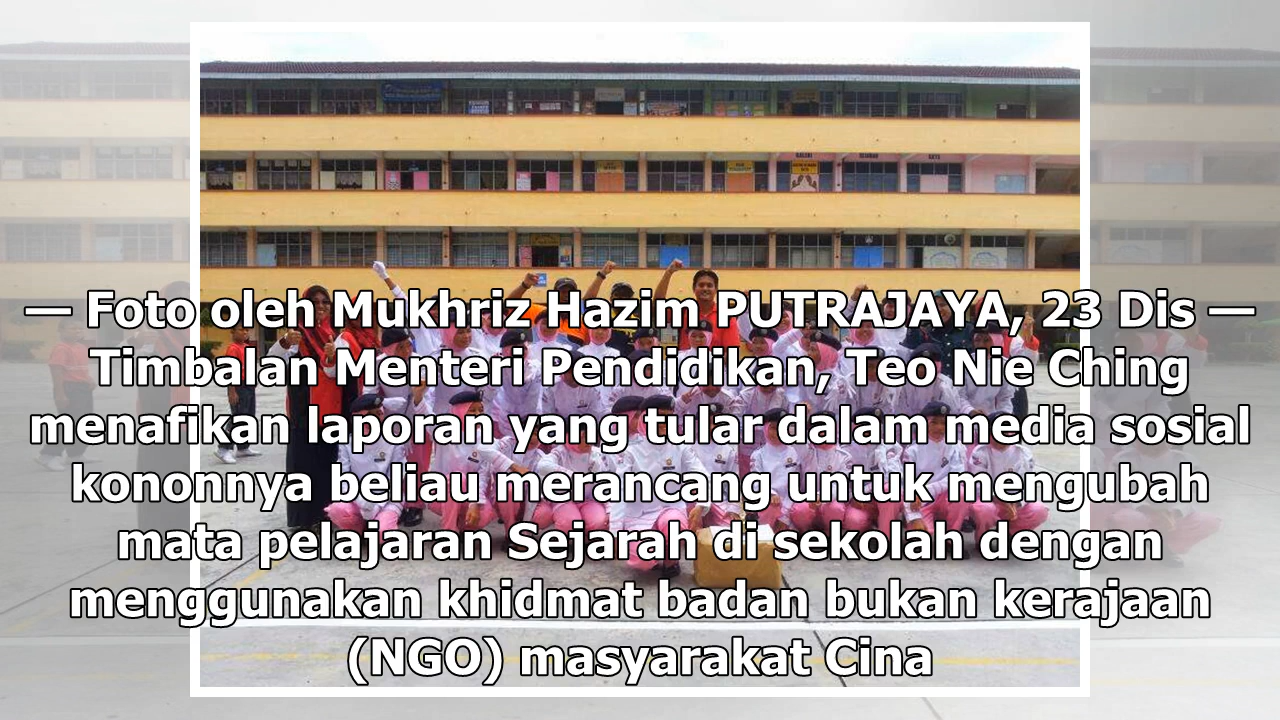 — Foto oleh Mukhriz Hazim PUTRAJAYA, 23 Dis —
Timbalan Menteri Pendidikan, Teo Nie Ching
menafikan laporan yang tular dalam media sosial
kononnya beliau merancang untuk mengubah
mata pelajaran Sejarah di sekolah dengan
menggunakan khidmat badan bukan kerajaan
(NGO) masyarakat Cina